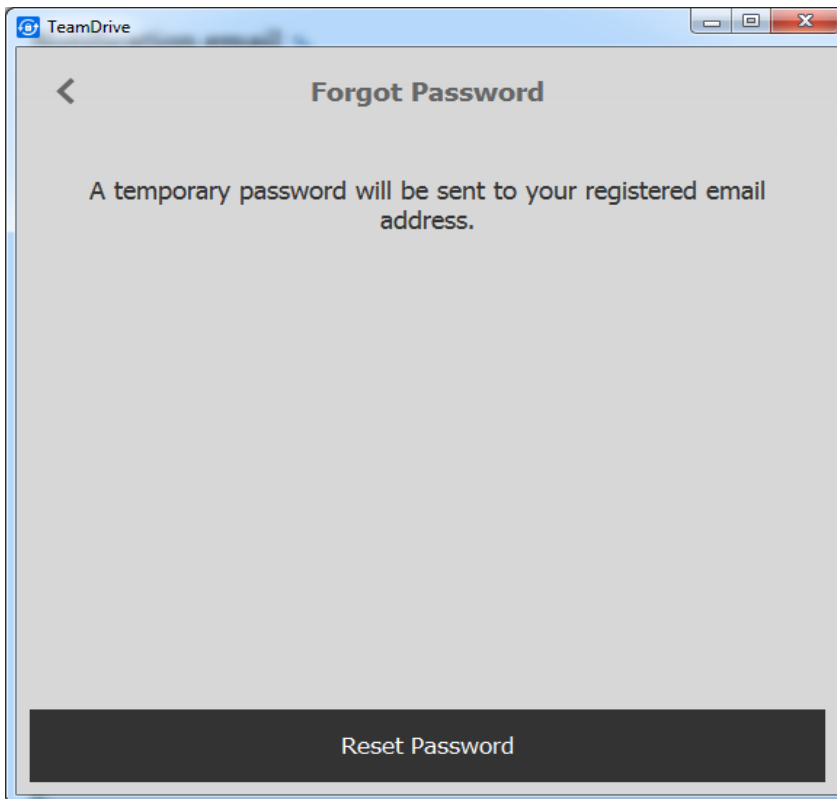 TeamDrive
Forgot Password
A temporary password will be sent to your registered email
address.
Reset Password